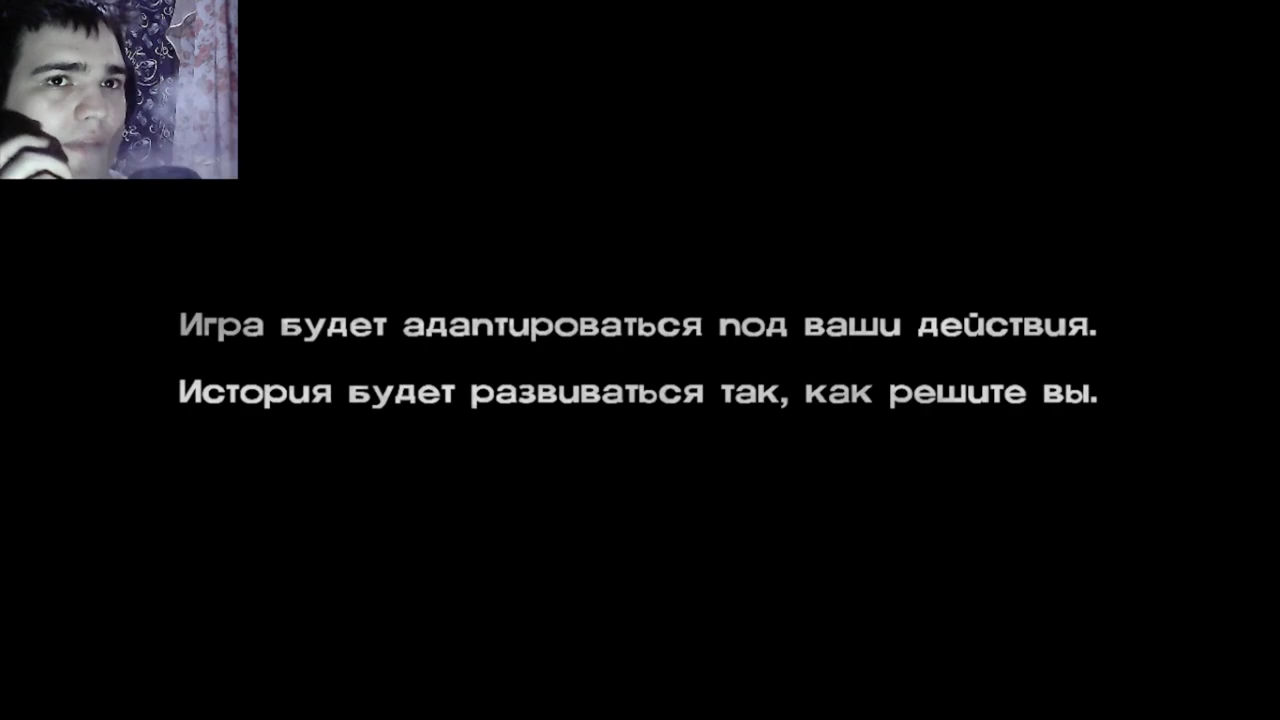 Игра будет адаптироваться под ваши действия.
История будет развиваться так, как решите вы.